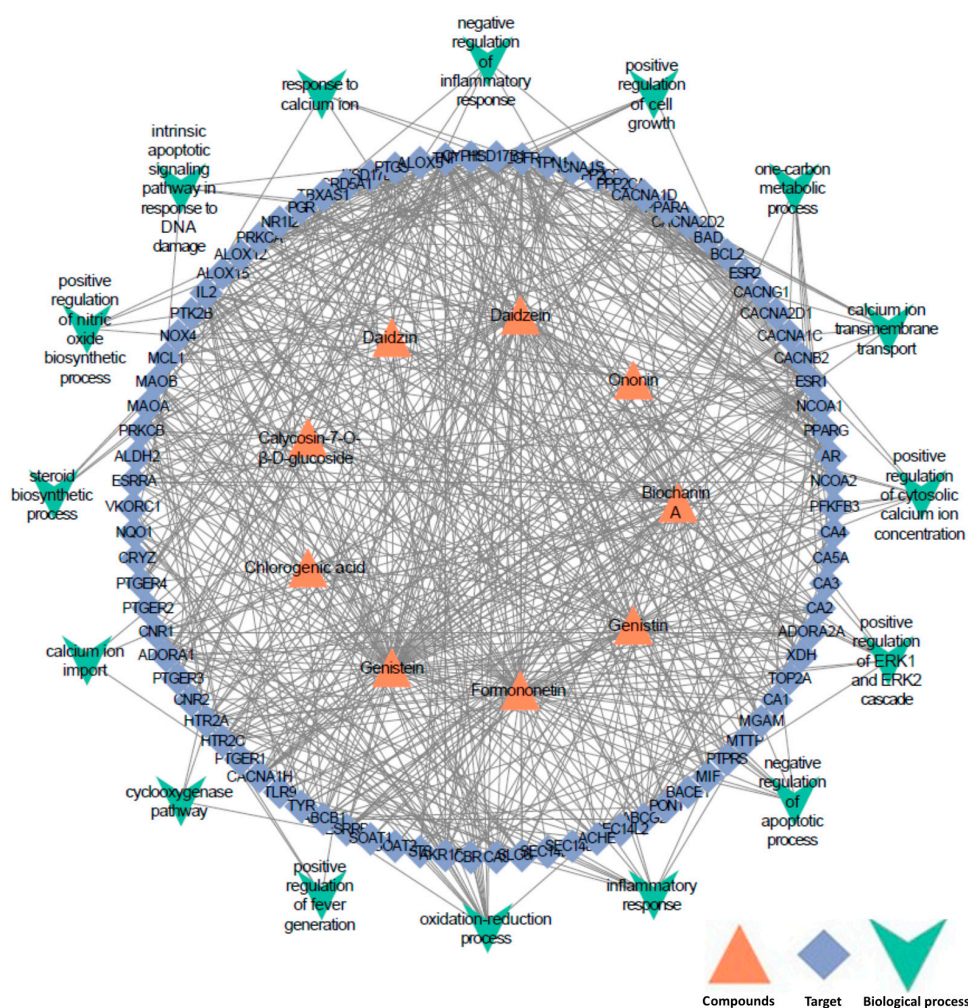 negative
regulation
of
inflammatory
response
positive
regulation
of cell
growth
response to
calcium ion
intrinsic
apoptotic
signaling
pathway in
response to
DNA
damage
one-carbon
metabolic
process
positive
regulation
of nitric
oxide
biosynthetic
process
calcium ion
transmembrane
transport
steroid
biosynthetic
process
positive
regulation
of cytosolic
calcium ion
concentration
calcium ion
import
positive
regulation
of ERK1
and ERK2
cascade
cyclooxygenase
pathway
negative
regulation
of
apoptotic
process
positive
regulation
of fever
generation
oxidation-reduction
process
inflammatory
response
CACNA1D
CACNA2D2
BAD
BCL2
ESR2
CACNG1
CACNA2D1
CACNA1C
CACNB2
ESR1
NCOA1
PPARG
AR
NCOA2
PFKFB3
CA4
CA5A
CA3
CA2
ADORA2A
XDH
TOP2A
CA1
MGAM
MTTP
PTPRS
MIF
BACE1
PON1
ACHE
SOAT1
ABCB1
TYR
TLR9
CACNA1H
PTGER1
HTR2C
HTR2A
CNR2
PTGER3
ADORA1
CNR1
PTGER2
PTGER4
CRYZ
NQO1
VKORC1
ESRRA
ALDH2
PRKCB
MAOA
MAOB
MCL1
NOX4
PTK2B
IL2
ALOX15
ALOX12
PRKCA
NR1I2
PGR
TBXAS1
Daidzin
Daidzein
Ononin
Calycosin-7-O-
β-D-glucoside
Biochanin
A
Chlorogenic acid
Genistin
Genistein
Formononetin
Compounds
Target
Biological process